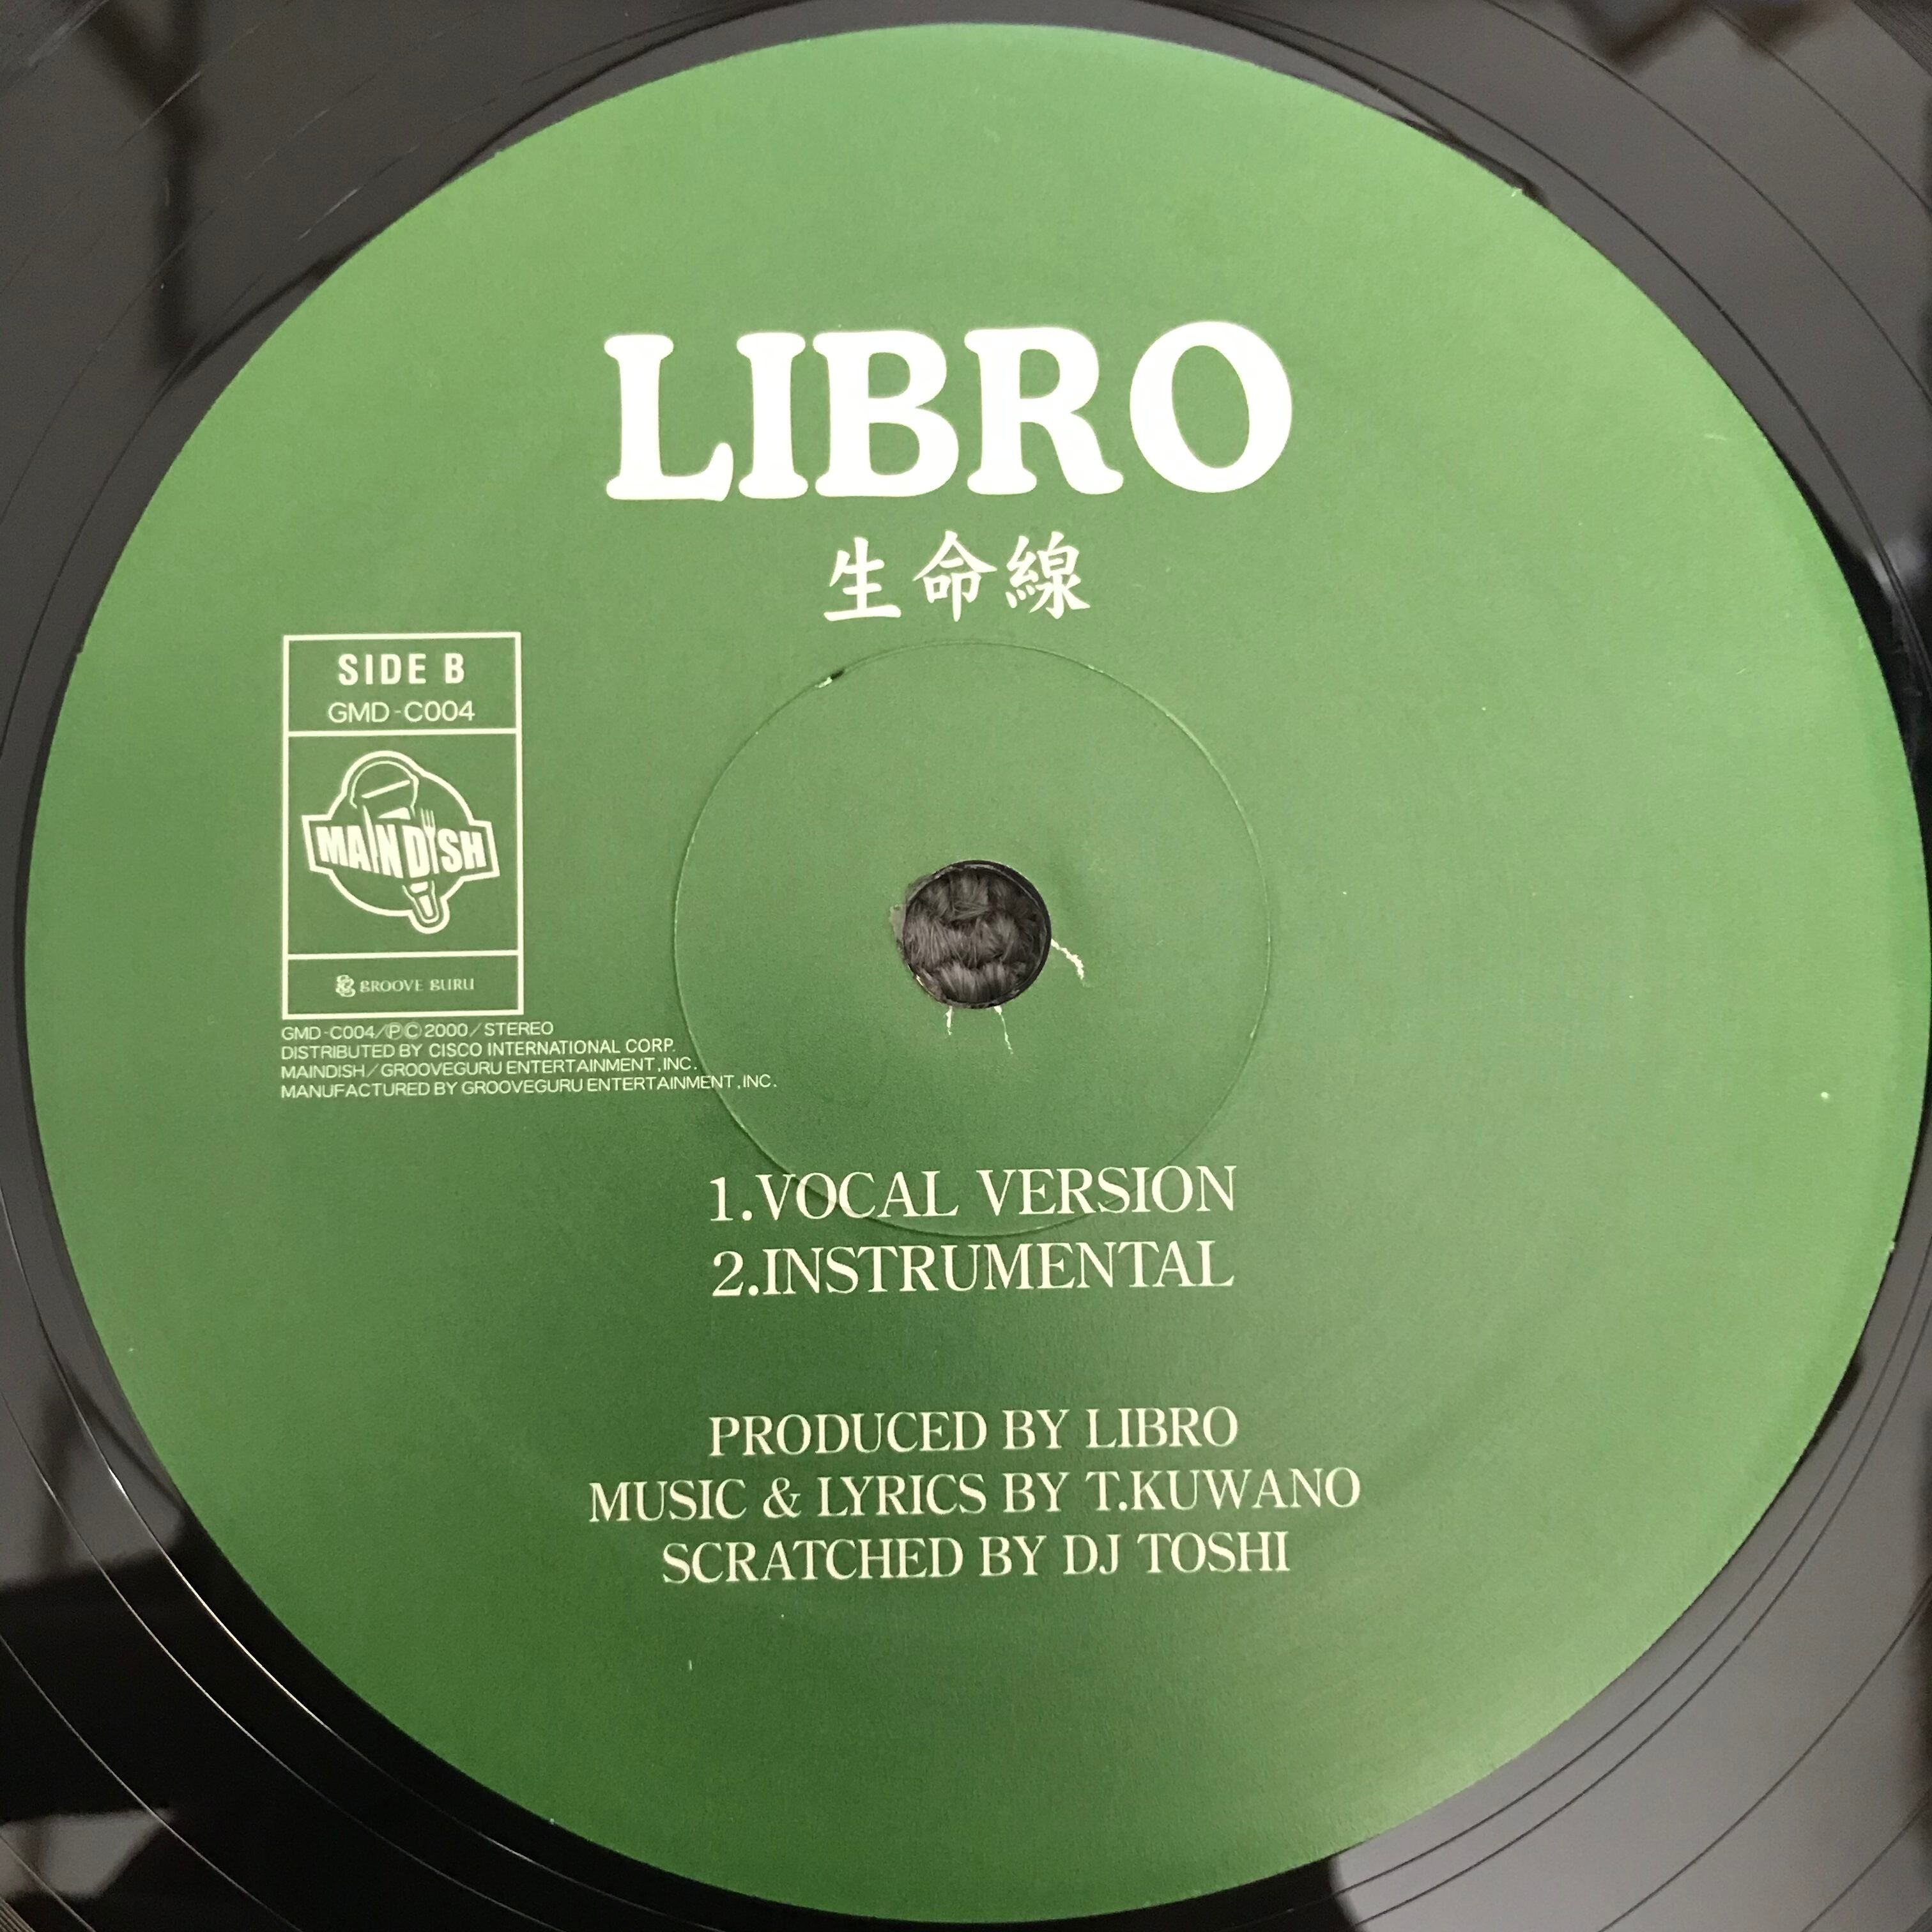 LIBRO
生命線
SIDE B
GMD-C004
MAIN DISH
GROOVE GURU
GMD-C004/ⓅⒸ2000/STEREO
DISTRIBUTED BY CISCO INTERNATIONAL CORP.
MAINDISH/GROOVEGURU ENTERTAINMENT,INC.
MANUFACTURED BY GROOVEGURU ENTERTAINMENT,INC.
1.VOCAL VERSION
2.INSTRUMENTAL
PRODUCED BY LIBRO
MUSIC & LYRICS BY T.KUWANO
SCRATCHED BY DJ TOSHI